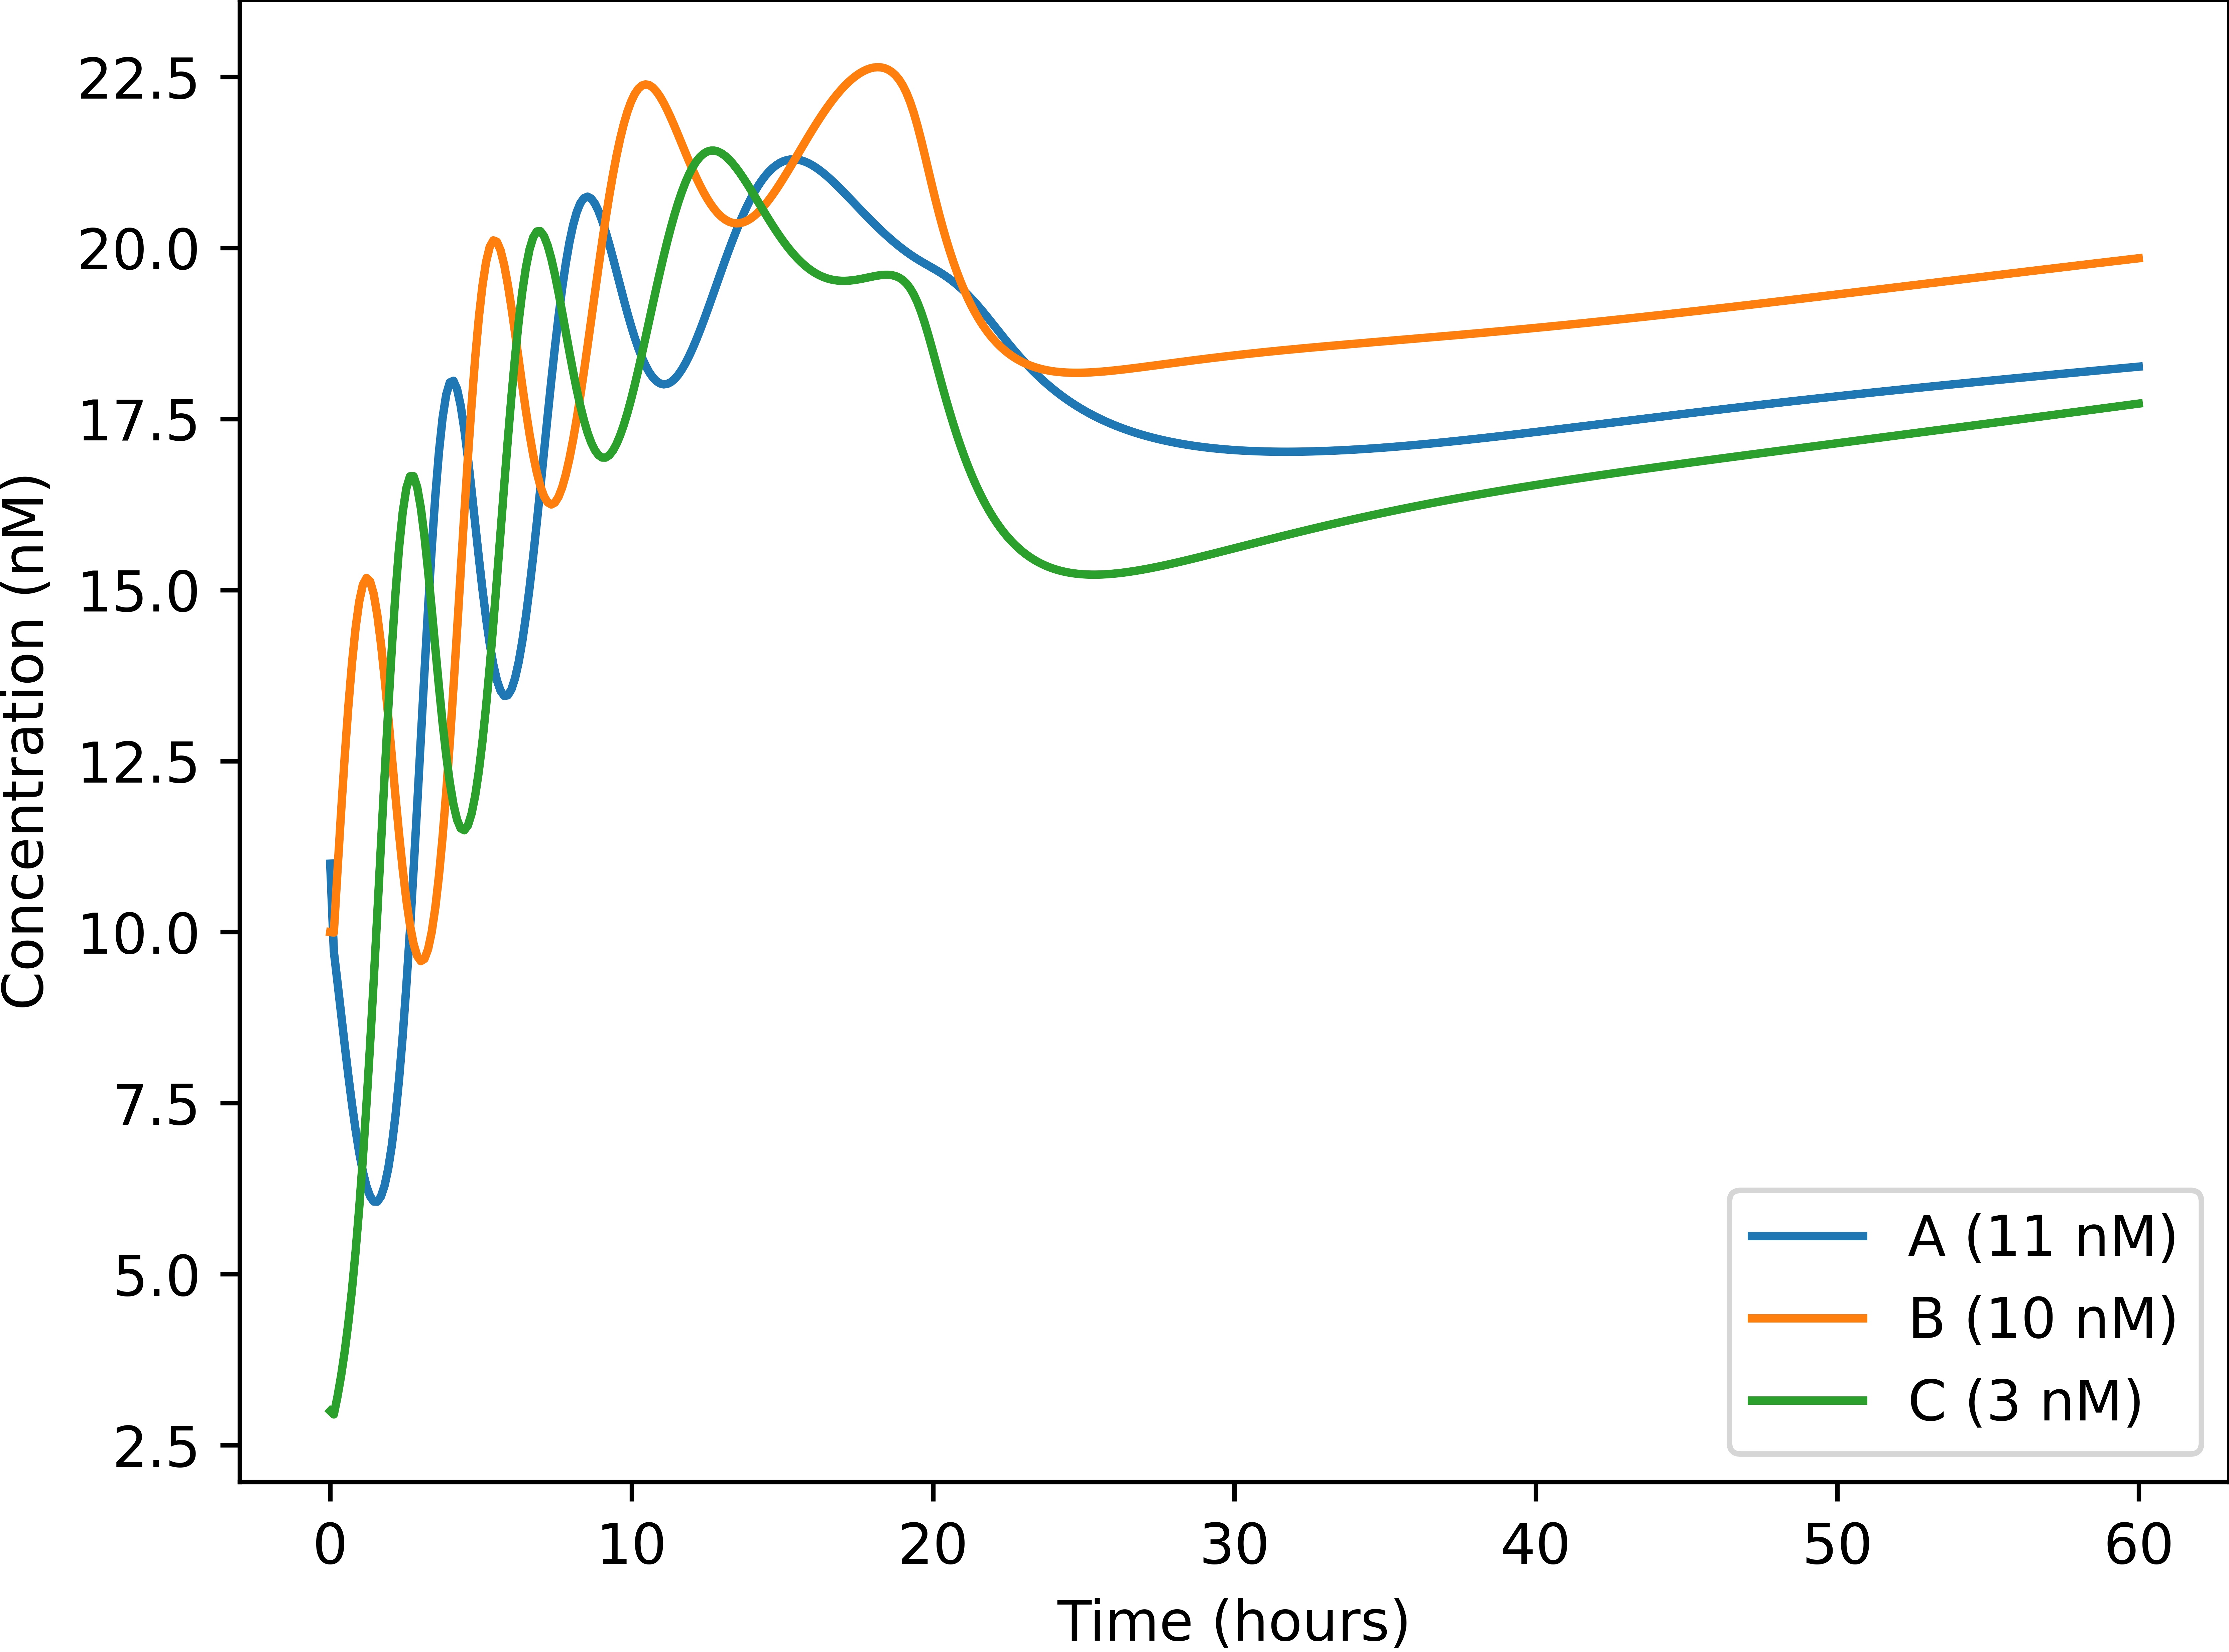 Concentration (nM)
22.5
20.0
17.5
15.0
12.5
10.0
7.5
5.0
2.5
A (11 nM)
B (10 nM)
C (3 nM)
0 10 20 30 40 50 60
Time (hours)